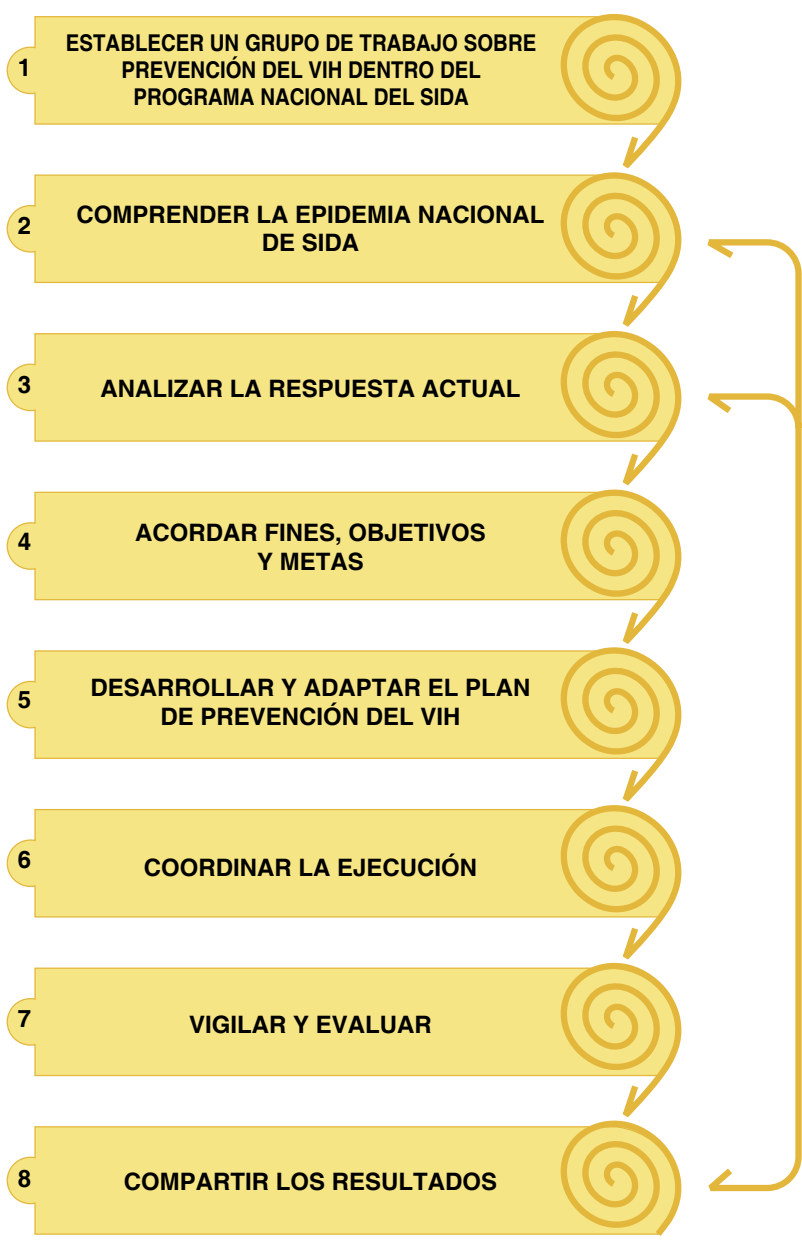 1
ESTABLECER UN GRUPO DE TRABAJO SOBRE
PREVENCIÓN DEL VIH DENTRO DEL
PROGRAMA NACIONAL DEL SIDA
2
COMPRENDER LA EPIDEMIA NACIONAL
DE SIDA
3
ANALIZAR LA RESPUESTA ACTUAL
4
ACORDAR FINES, OBJETIVOS
Y METAS
5
DESARROLLAR Y ADAPTAR EL PLAN
DE PREVENCIÓN DEL VIH
6
COORDINAR LA EJECUCIÓN
7
VIGILAR Y EVALUAR
8
COMPARTIR LOS RESULTADOS